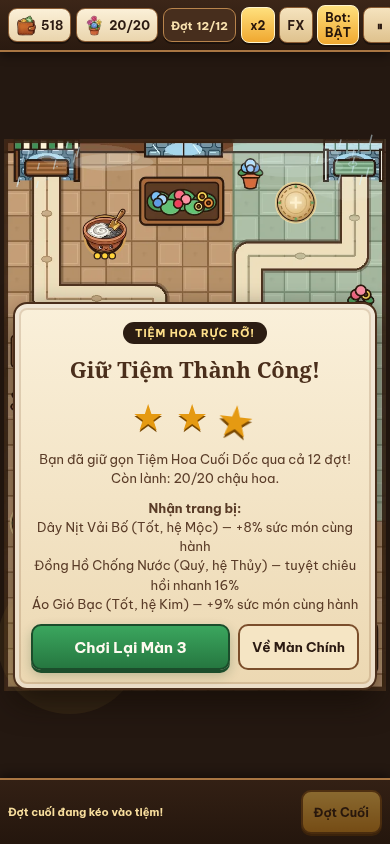 518
20/20
Đợt 12/12
x2
FX
Bot:
BẬT
TIỆM HOA RỰC RỠ!
Giữ Tiệm Thành Công!
Bạn đã giữ gọn Tiệm Hoa Cuối Dốc qua cả 12 đợt!
Còn lành: 20/20 chậu hoa.
Nhận trang bị:
Dây Nịt Vải Bố (Tốt, hệ Mộc) — +8% sức món cùng
hành
Đồng Hồ Chống Nước (Quý, hệ Thủy) — tuyệt chiêu
hồi nhanh 16%
Áo Gió Bạc (Tốt, hệ Kim) — +9% sức món cùng hành
Chơi Lại Màn 3
Về Màn Chính
Đợt cuối đang kéo vào tiệm!
Đợt Cuối